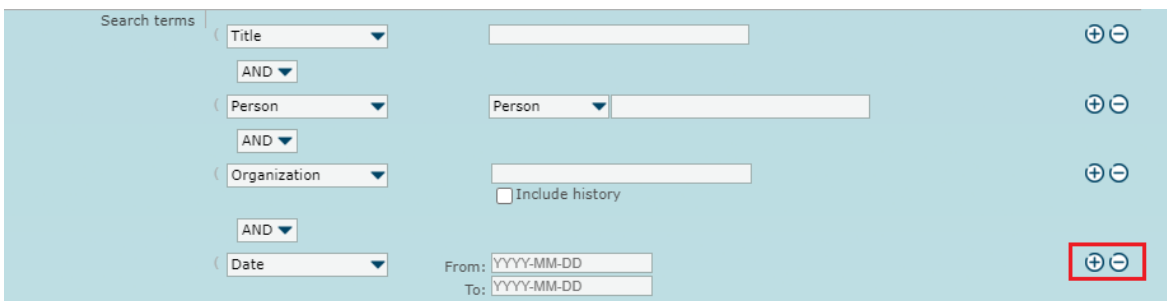 Search terms
( Title
AND
( Person Person
AND
( Organization
Include history
AND
( Date From: YYYY-MM-DD
To: YYYY-MM-DD